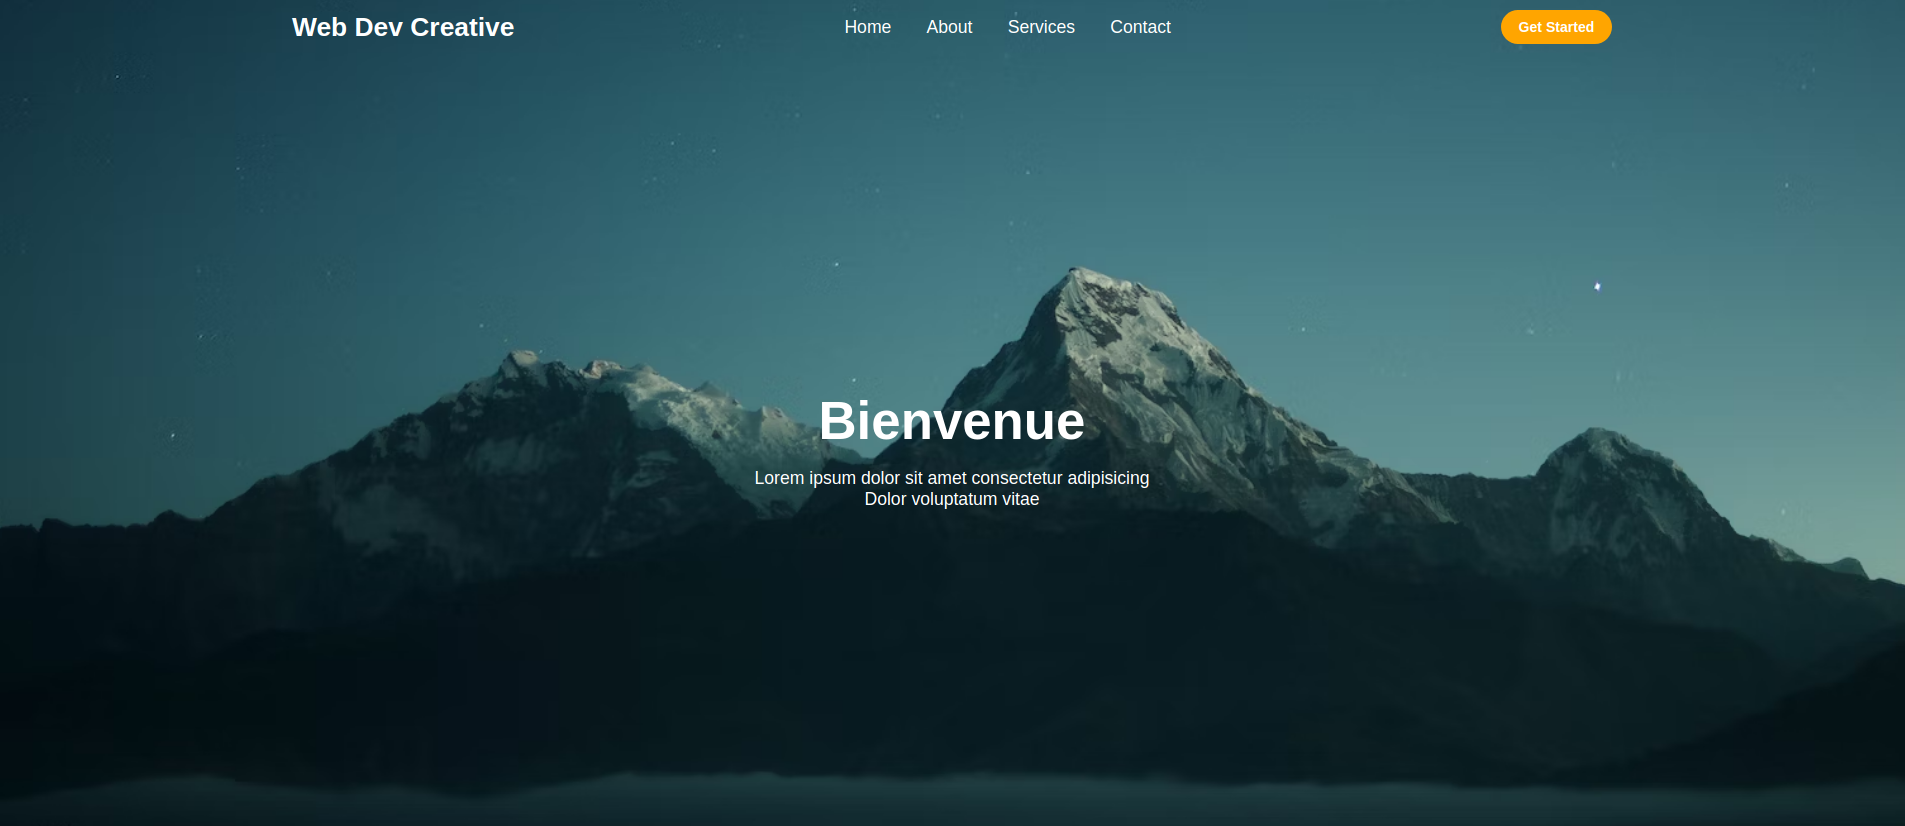 Web Dev Creative
Home About Services Contact
Get Started
Bienvenue
Lorem ipsum dolor sit amet consectetur adipisicing
Dolor voluptatum vitae